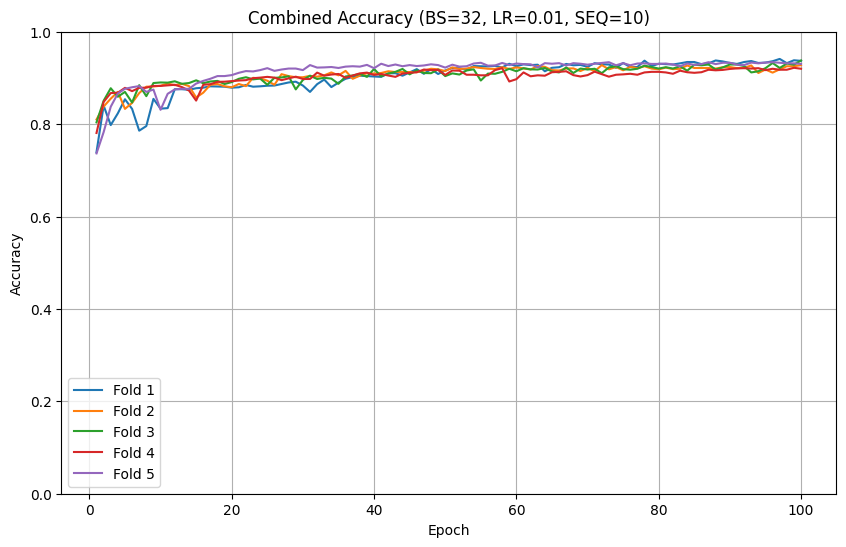 Combined Accuracy (BS=32, LR=0.01, SEQ=10)
1.0
0.8
0.6
0.4
0.2
0.0
Accuracy
Fold 1
Fold 2
Fold 3
Fold 4
Fold 5
0 20 40 60 80 100
Epoch